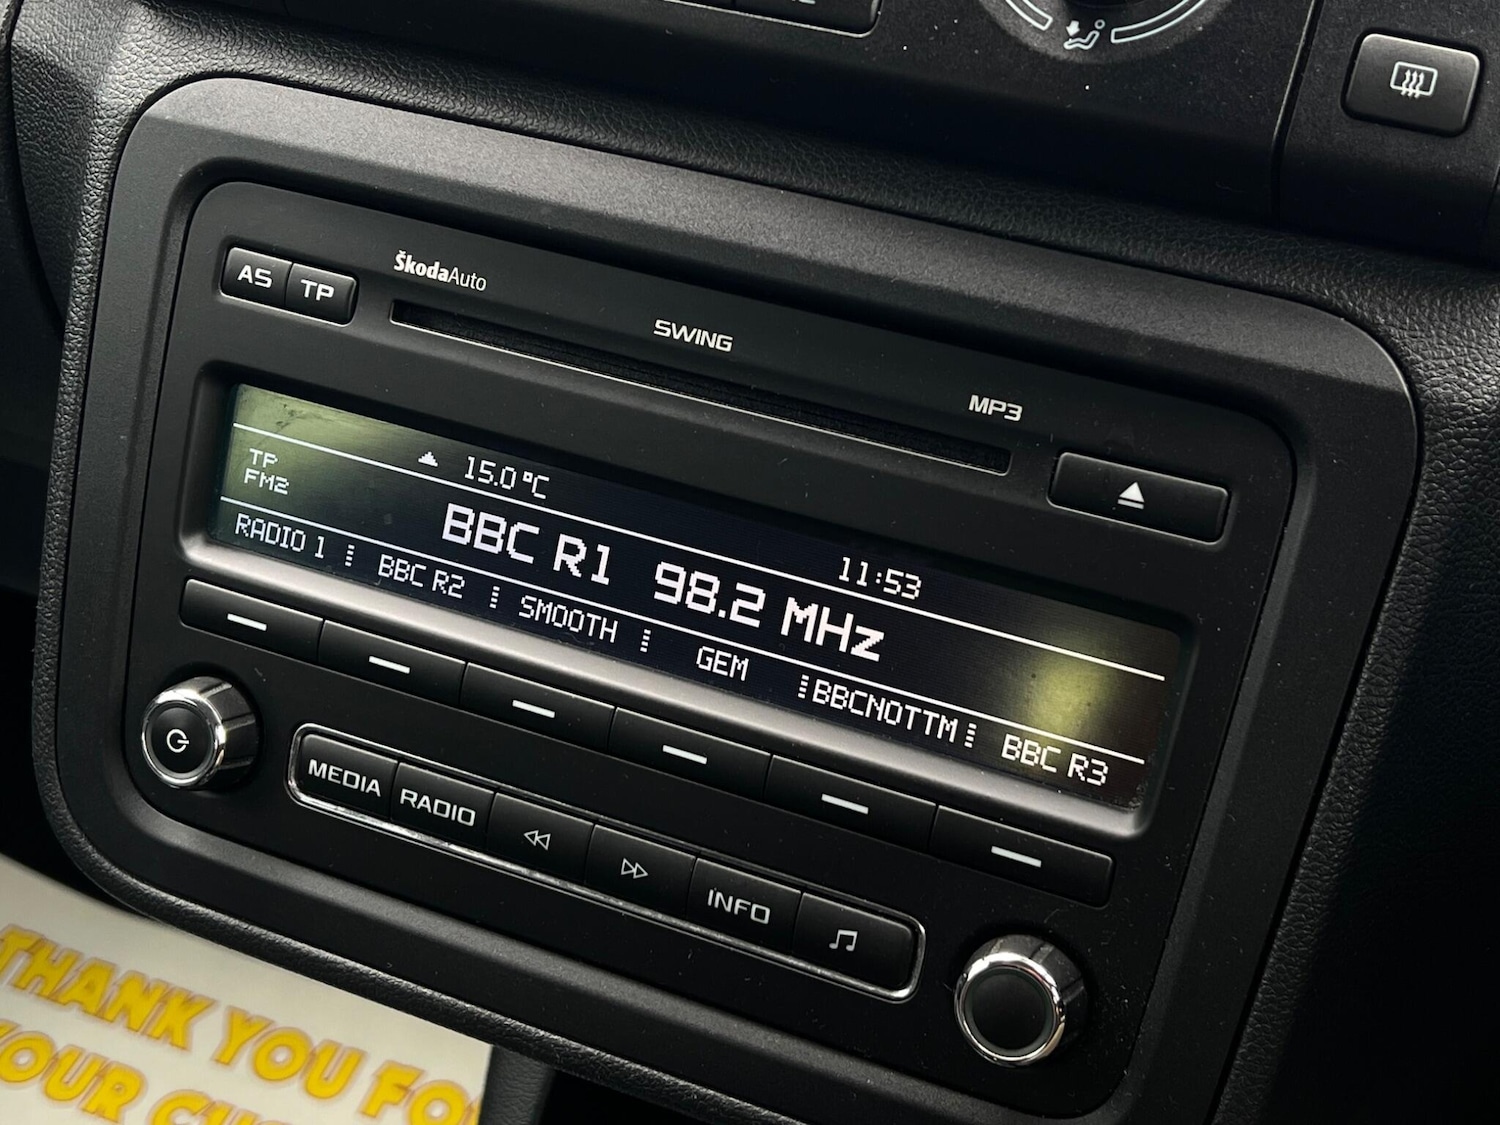 AS TP
ŠkodaAuto
SWING
MP3
15.0 °C
11:53
TP
FM2
BBC R1 98.2 MHz
RADIO 1 BBC R2 SMOOTH GEM BBCNOTTM BBC R3
MEDIA RADIO INFO
THANK YOU
YOUR